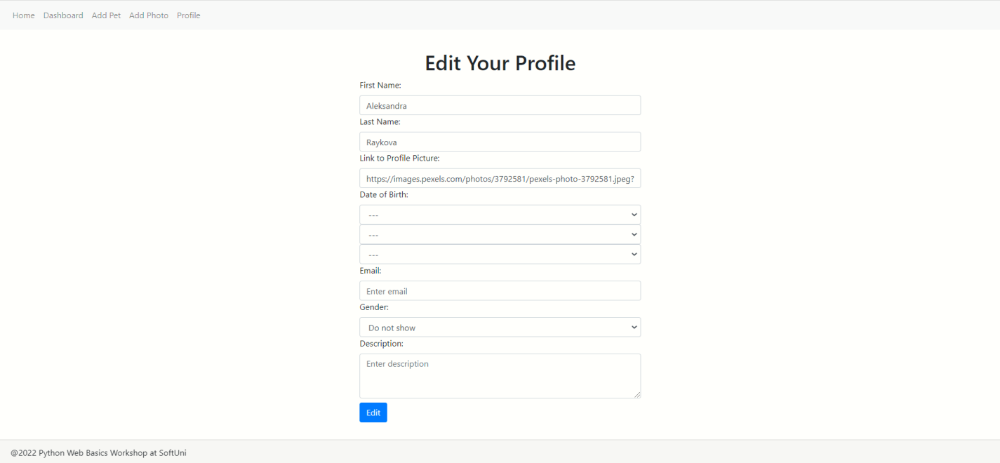 Home Dashboard Add Pet Add Photo Profile
Edit Your Profile
First Name:
Aleksandra
Last Name:
Raykova
Link to Profile Picture:
https://images.pexels.com/photos/3792581/pexels-photo-3792581.jpeg?
Date of Birth:
---
---
---
Email:
Enter email
Gender:
Do not show
Description:
Enter description
Edit
@2022 Python Web Basics Workshop at SoftUni